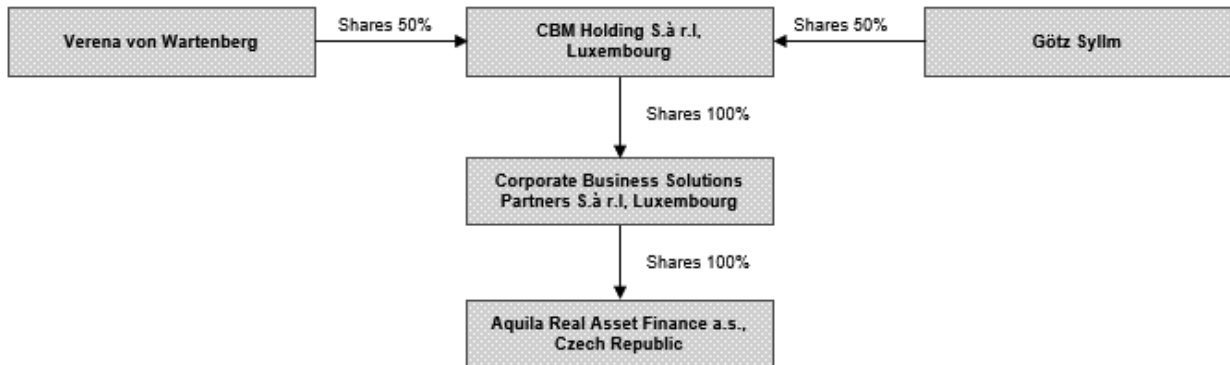 Verena von Wartenberg
Shares 50%
CBM Holding S.à r.l,
Luxembourg
Shares 50%
Götz Syllm
Shares 100%
Corporate Business Solutions
Partners S.à r.l, Luxembourg
Shares 100%
Aquila Real Asset Finance a.s.,
Czech Republic